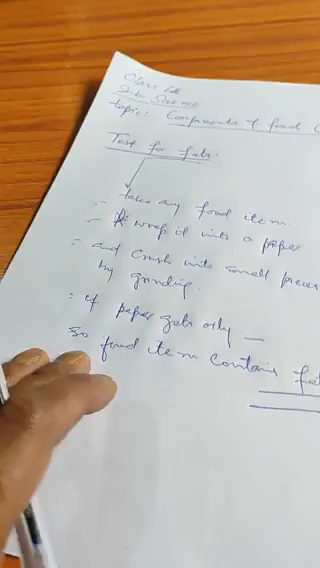 Class 6th
Sub: Science
topic: Components of food
Test for fats.
- take any food item.
- wrap it into a paper
- and crush into small pieces
by grinding.
- if paper gets oily —
so food item contains fat